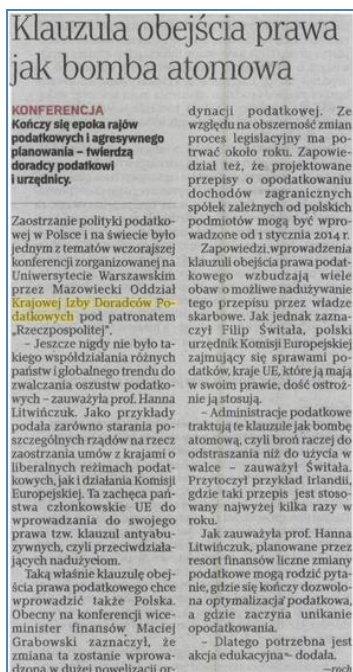 Klauzula obejścia prawa
jak bomba atomowa
KONFERENCJA
Kończy się epoka rajów
podatkowych i agresywnego
planowania – twierdzą
doradcy podatkowi
i urzędnicy.
Zaostrzanie polityki podatko-
wej w Polsce i na świecie było
jednym z tematów wczorajszej
konferencji zorganizowanej na
Uniwersytecie Warszawskim
przez Mazowiecki Oddział
Krajowej Izby Doradców Po-
datkowych pod patronatem
„Rzeczpospolitej”.
– Jeszcze nigdy nie było ta-
kiego współdziałania różnych
państw i globalnego trendu do
zwalczania oszustw podatko-
wych – zauważyła prof. Hanna
Litwińczuk. Jako przykłady
podała zarówno starania po-
szczególnych rządów na rzecz
zaostrzania umów z krajami o
liberalnych reżimach podat-
kowych, jak i działania Komisji
Europejskiej. Ta zachęca pań-
stwa członkowskie UE do
wprowadzania do swojego
prawa tzw. klauzul antyabu-
zywnych, czyli przeciwdziała-
jących nadużyciom.
Taką właśnie klauzulę obej-
ścia prawa podatkowego chce
wprowadzić także Polska.
Obecny na konferencji wice-
minister finansów Maciej
Grabowski zaznaczył, że
zmiana ta zostanie wprowa-
dzona w dużej nowelizacji or-
dynacji podatkowej. Ze
względu na obszerność zmian
proces legislacyjny ma po-
trwać około roku. Zapowie-
dział też, że projektowane
przepisy o opodatkowaniu
dochodów zagranicznych
spółek zależnych od polskich
podmiotów mogą być wpro-
wadzone od 1 stycznia 2014 r.
Zapowiedzi wprowadzenia
klauzuli obejścia prawa podat-
kowego wzbudzają wiele
obaw o możliwe nadużywanie
tego przepisu przez władze
skarbowe. Jak jednak zazna-
czył Filip Świtała, polski
urzędnik Komisji Europejskiej
zajmujący się sprawami po-
datków, kraje UE, które ją mają
w swoim prawie, dość ostroż-
nie ją stosują.
– Administracje podatkowe
traktują te klauzule jak bombę
atomową, czyli broń raczej do
odstraszania niż do użycia w
walce – zauważył Świtała.
Przytoczył przykład Irlandii,
gdzie taki przepis jest stoso-
wany najwyżej kilka razy w
roku.
Jak zauważyła prof. Hanna
Litwińczuk, planowane przez
resort finansów liczne zmiany
podatkowe mogą rodzić pyta-
nie, gdzie się kończy dozwolo-
na optymalizacja podatkowa,
a gdzie zaczyna unikanie
opodatkowania.
– Dlatego potrzebna jest
akcja edukacyjna – dodała.
—roch